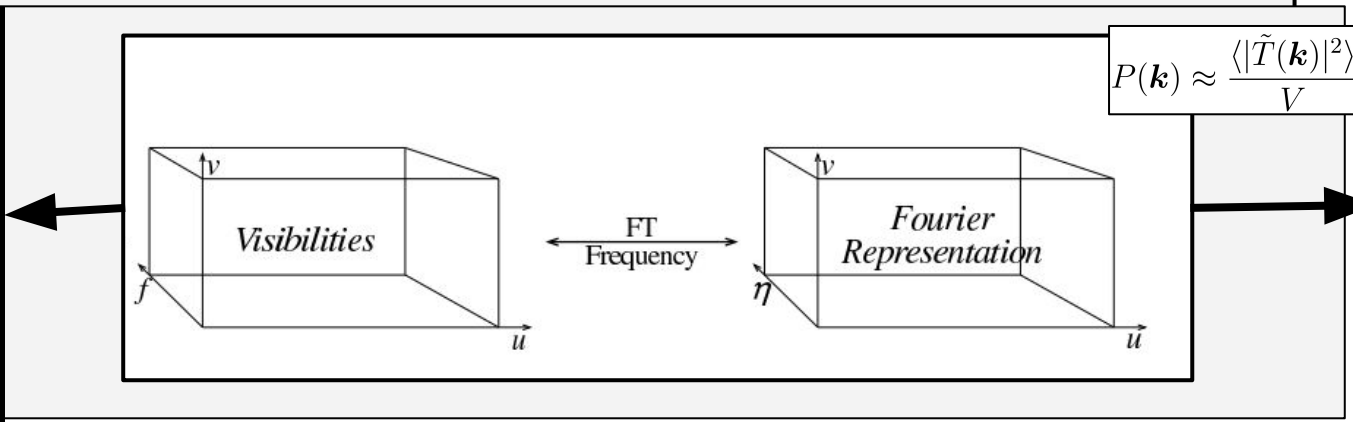 P(𝒌) ≈ ⟨|T̃(𝒌)|²⟩ / V
v
v
Visibilities
FT
Frequency
Fourier
Representation
f
η
u
u